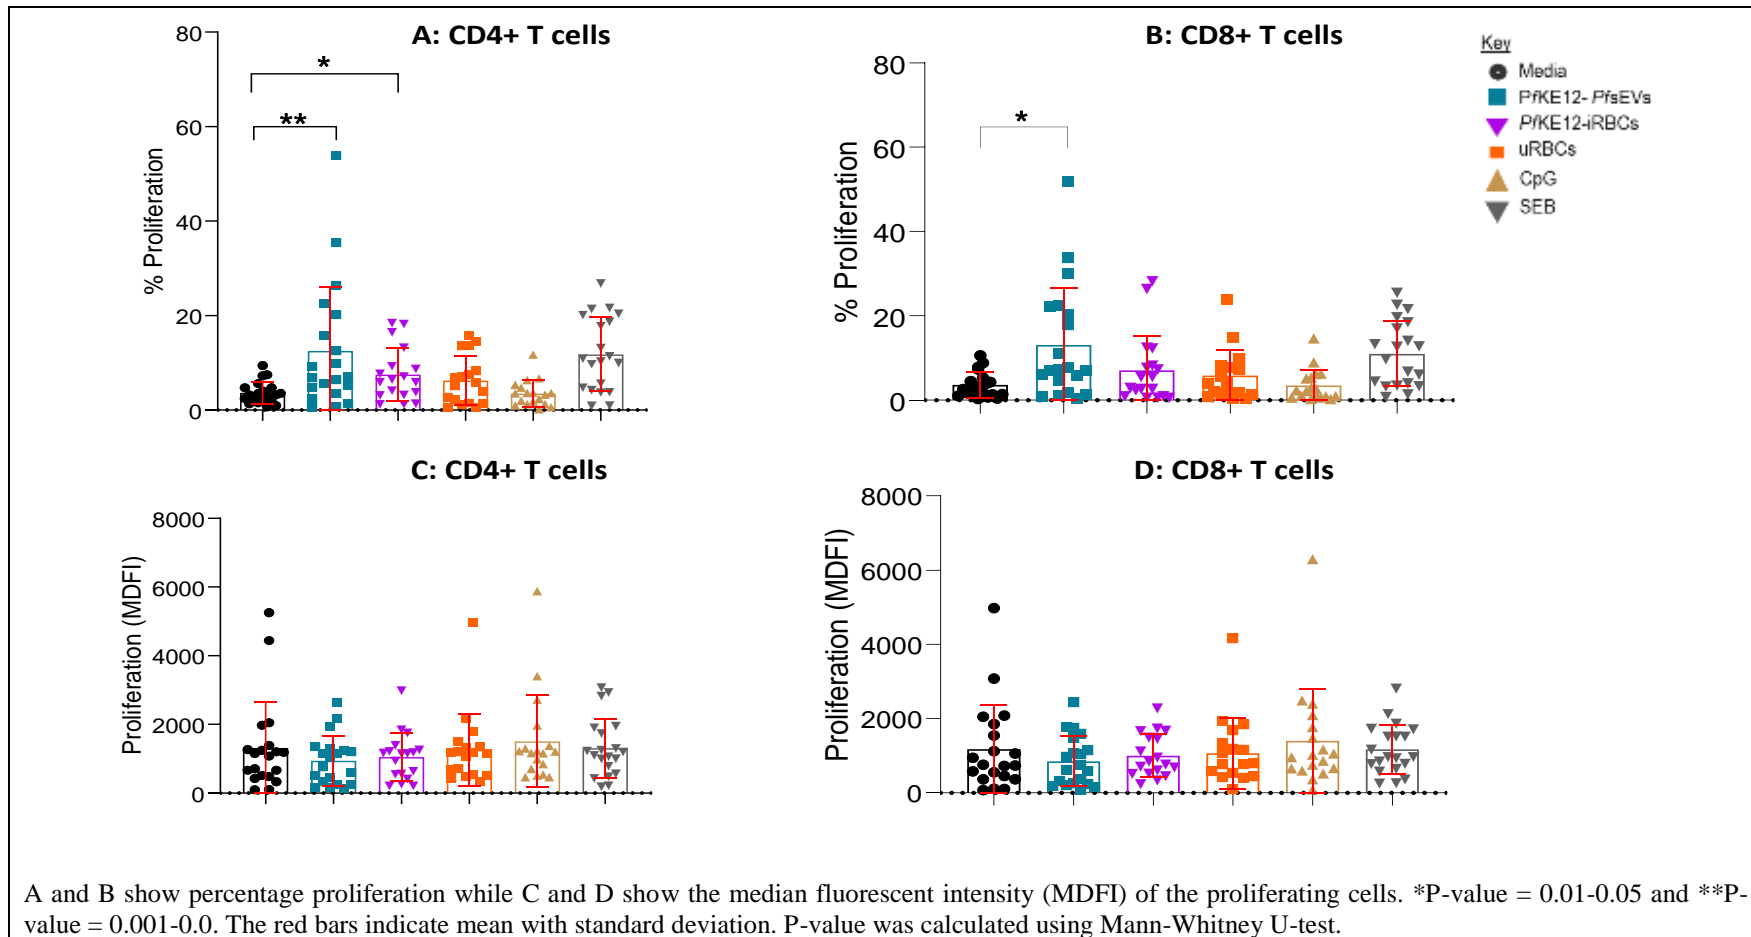 A: CD4+ T cells
80
60
40
20
0
% Proliferation
*
**
B: CD8+ T cells
80
60
40
20
0
% Proliferation
*
Key
Media
PfKE12- PfsEVs
PfKE12-iRBCs
uRBCs
CpG
SEB
C: CD4+ T cells
8000
6000
4000
2000
0
Proliferation (MDFI)
D: CD8+ T cells
8000
6000
4000
2000
0
Proliferation (MDFI)
A and B show percentage proliferation while C and D show the median fluorescent intensity (MDFI) of the proliferating cells. *P-value = 0.01-0.05 and **P-
value = 0.001-0.0. The red bars indicate mean with standard deviation. P-value was calculated using Mann-Whitney U-test.